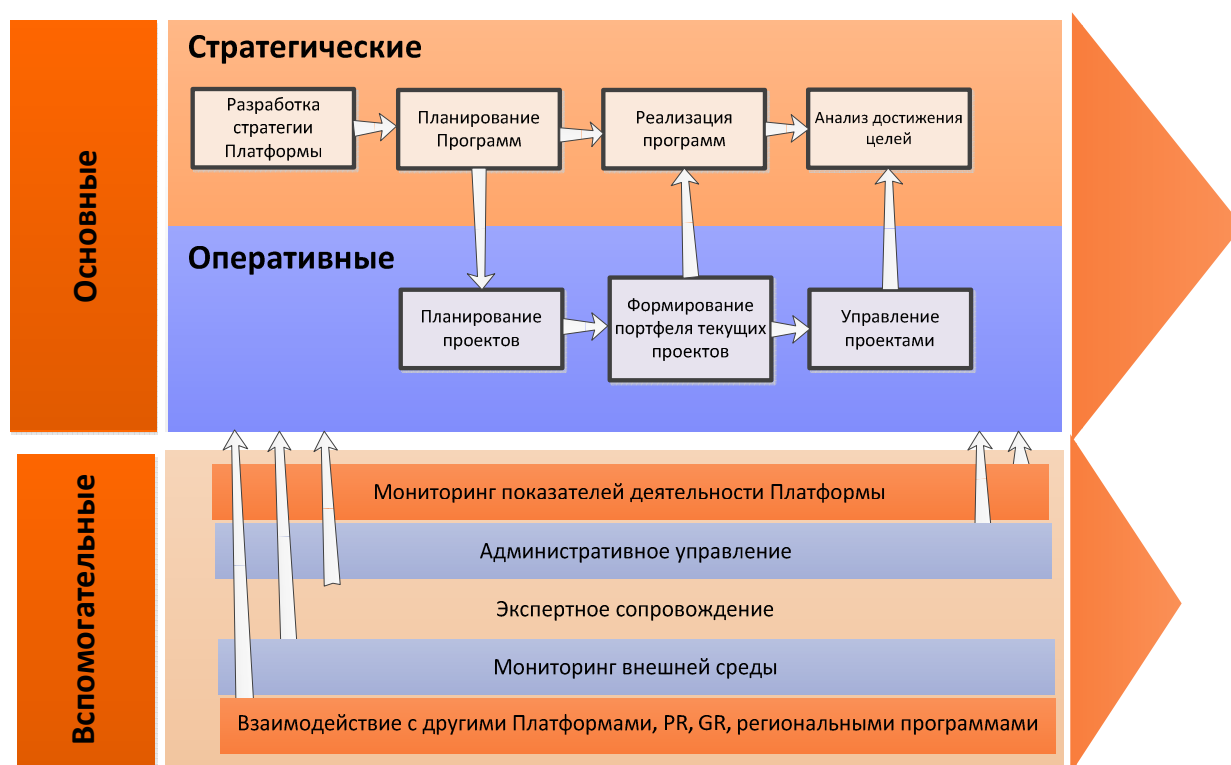 Основные
Стратегические
Разработка
стратегии
Платформы
Планирование
Программ
Реализация
программ
Анализ достижения
целей
Оперативные
Планирование
проектов
Формирование
портфеля текущих
проектов
Управление
проектами
Вспомогательные
Мониторинг показателей деятельности Платформы
Административное управление
Экспертное сопровождение
Мониторинг внешней среды
Взаимодействие с другими Платформами, PR, GR, региональными программами